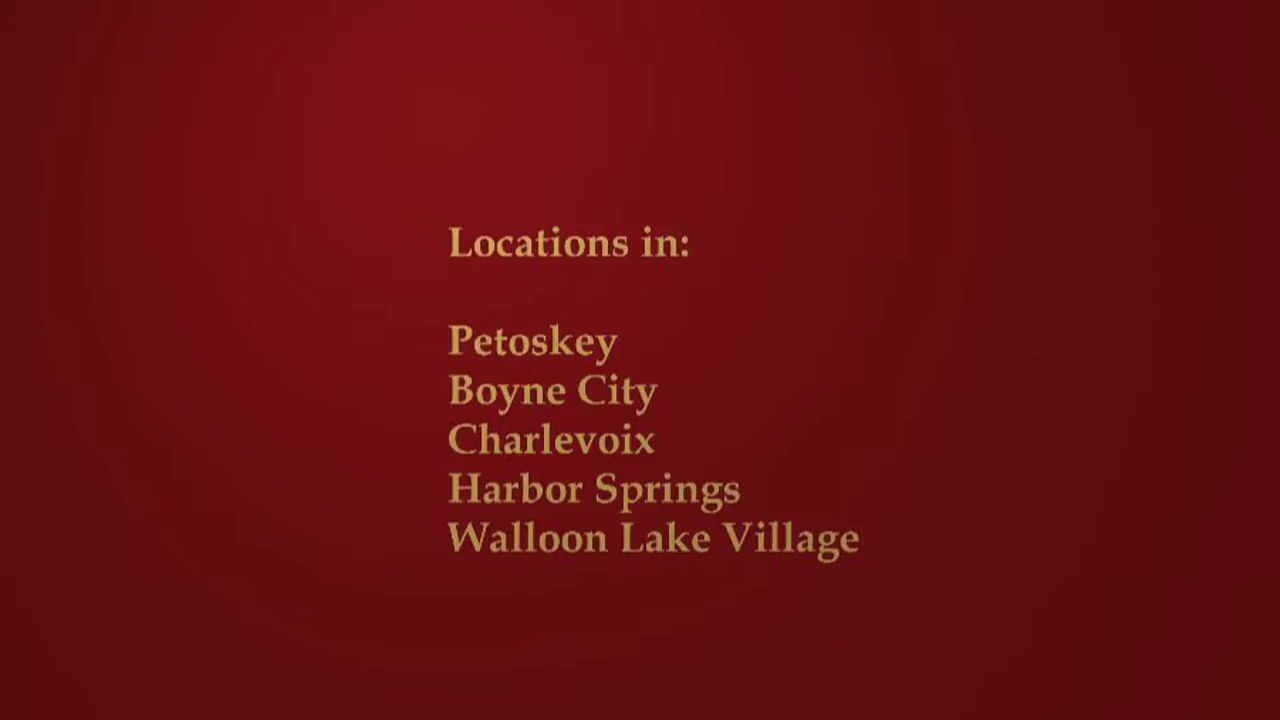 Locations in:
Petoskey
Boyne City
Charlevoix
Harbor Springs
Walloon Lake Village